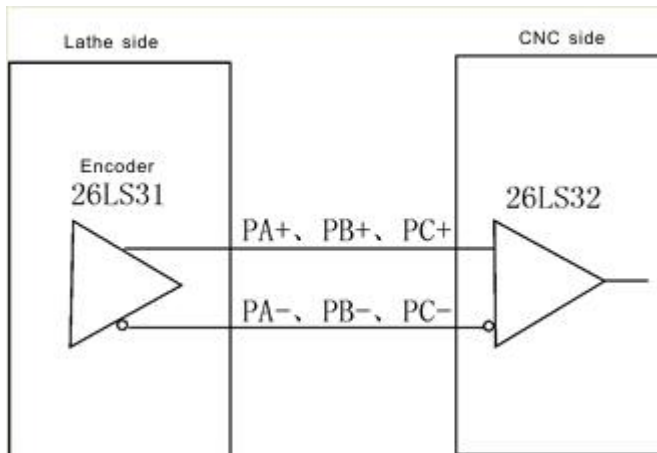 Lathe side
CNC side
Encoder
26LS31
26LS32
PA+、PB+、PC+
PA-、PB-、PC-